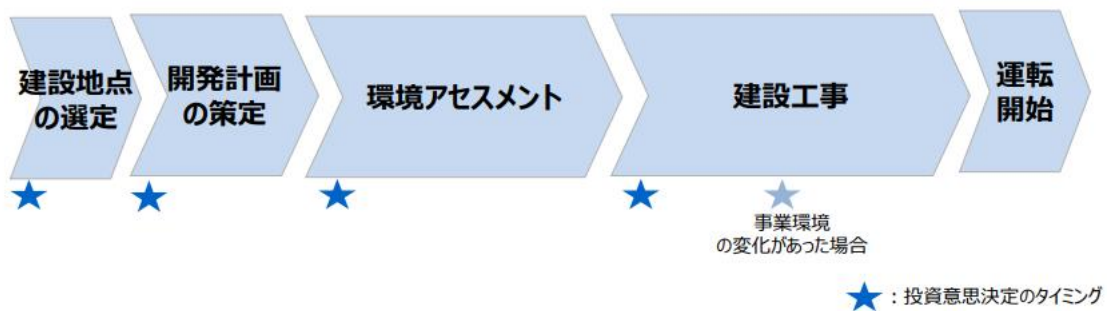 建設地点
の選定
開発計画
の策定
環境アセスメント
建設工事
運転
開始
事業環境
の変化があった場合
★：投資意思決定のタイミング